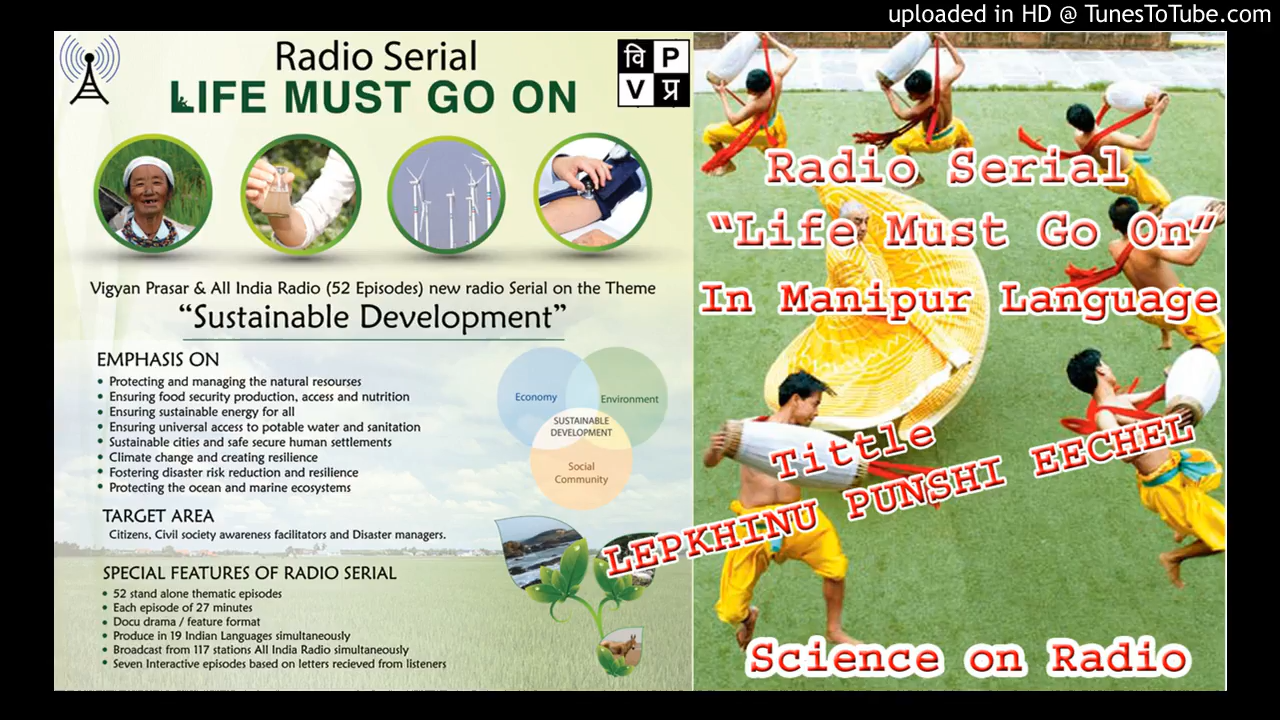 uploaded in HD @ TunesToTube.com
Radio Serial
LIFE MUST GO ON
वि P
V प्र
Vigyan Prasar & All India Radio (52 Episodes) new radio Serial on the Theme
“Sustainable Development”
EMPHASIS ON
• Protecting and managing the natural resourses
• Ensuring food security production, access and nutrition
• Ensuring sustainable energy for all
• Ensuring universal access to potable water and sanitation
• Sustainable cities and safe secure human settlements
• Climate change and creating resilience
• Fostering disaster risk reduction and resilience
• Protecting the ocean and marine ecosystems
Economy
Environment
SUSTAINABLE
DEVELOPMENT
Social
Community
TARGET AREA
Citizens, Civil society awareness facilitators and Disaster managers.
SPECIAL FEATURES OF RADIO SERIAL
• 52 stand alone thematic episodes
• Each episode of 27 minutes
• Docu drama / feature format
• Produce in 19 Indian Languages simultaneously
• Broadcast from 117 stations All India Radio simultaneously
• Seven Interactive episodes based on letters recieved from listeners
Radio Serial
“Life Must Go On”
In Manipur Language
Tittle
LEPKHINU PUNSHI EECHEL
Science on Radio